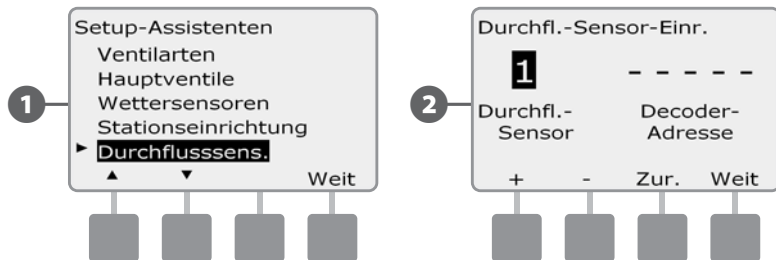 1
Setup-Assistenten
Ventilarten
Hauptventile
Wettersensoren
Stationseinrichtung
► Durchflusssens.
▲ ▼ Weit
2
Durchfl.-Sensor-Einr.
1 - - - - -
Durchfl.- Decoder-
Sensor Adresse
+ - Zur. Weit